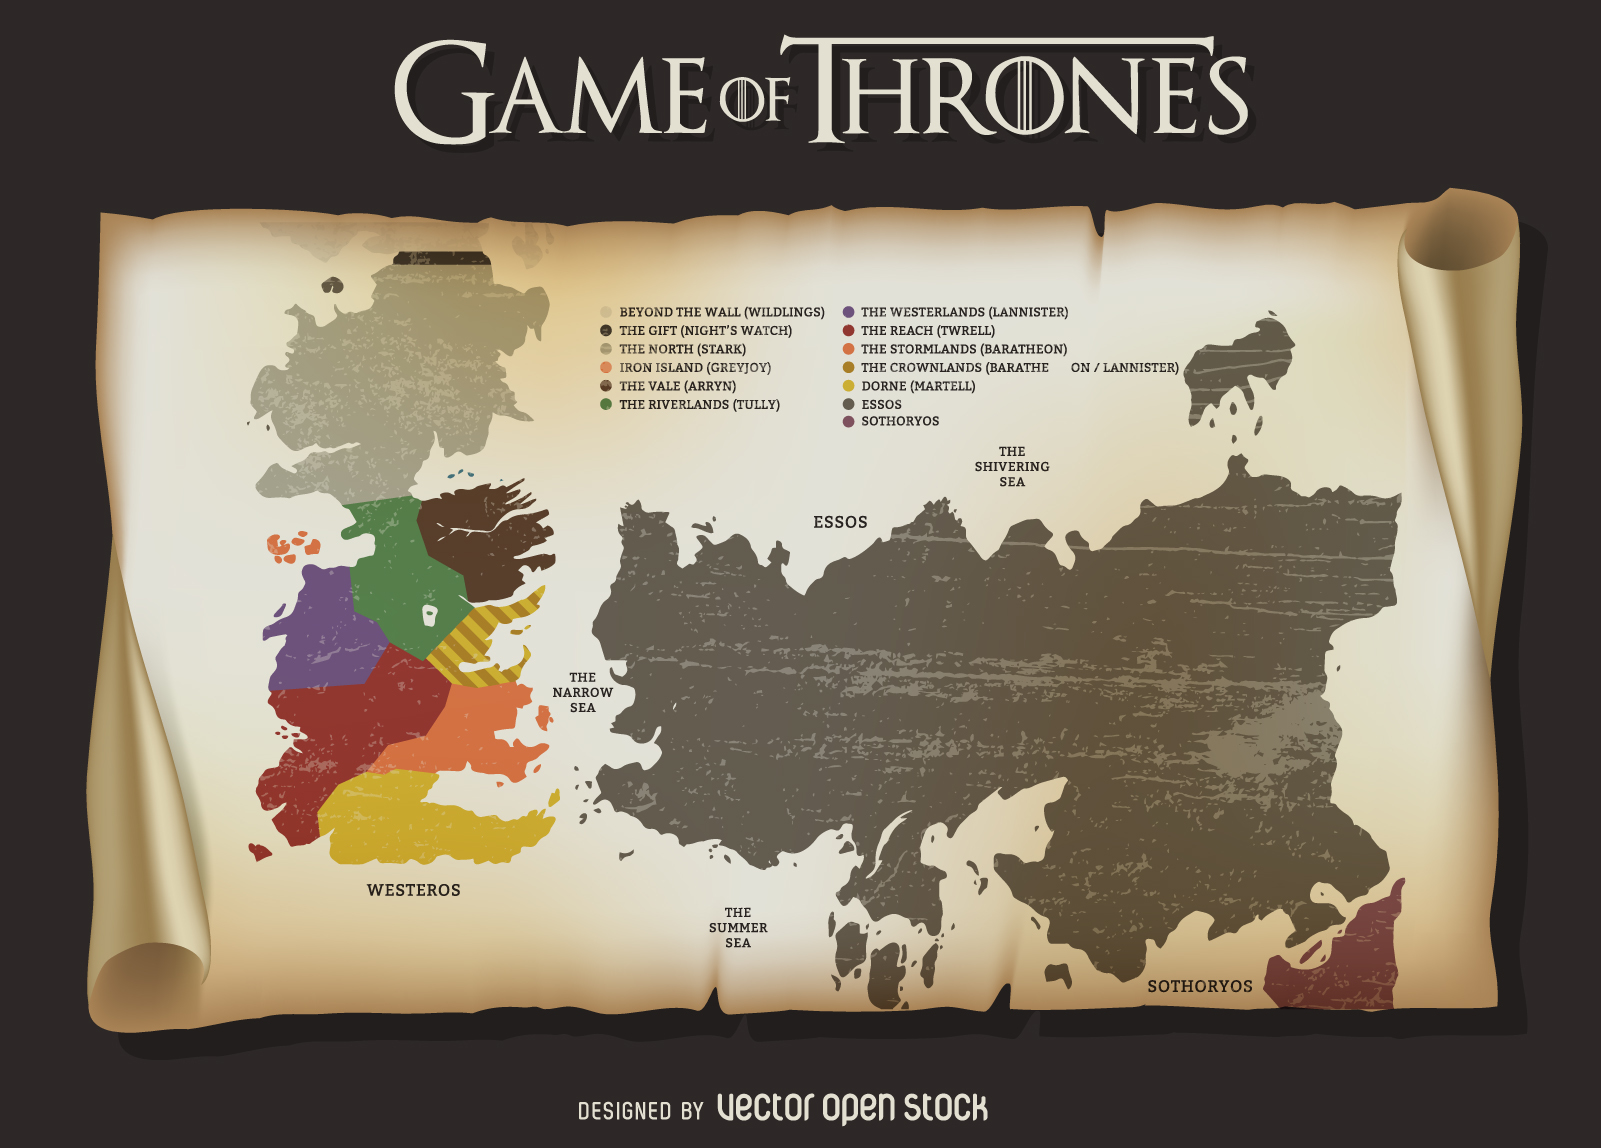 GAME OF THRONES
BEYOND THE WALL (WILDLINGS)
THE GIFT (NIGHT'S WATCH)
THE NORTH (STARK)
IRON ISLAND (GREYJOY)
THE VALE (ARRYN)
THE RIVERLANDS (TULLY)
THE WESTERLANDS (LANNISTER)
THE REACH (TWRELL)
THE STORMLANDS (BARATHEON)
THE CROWNLANDS (BARATHE ON / LANNISTER)
DORNE (MARTELL)
ESSOS
SOTHORYOS
THE
SHIVERING
SEA
ESSOS
THE
NARROW
SEA
WESTEROS
THE
SUMMER
SEA
SOTHORYOS
DESIGNED BY vector open stock